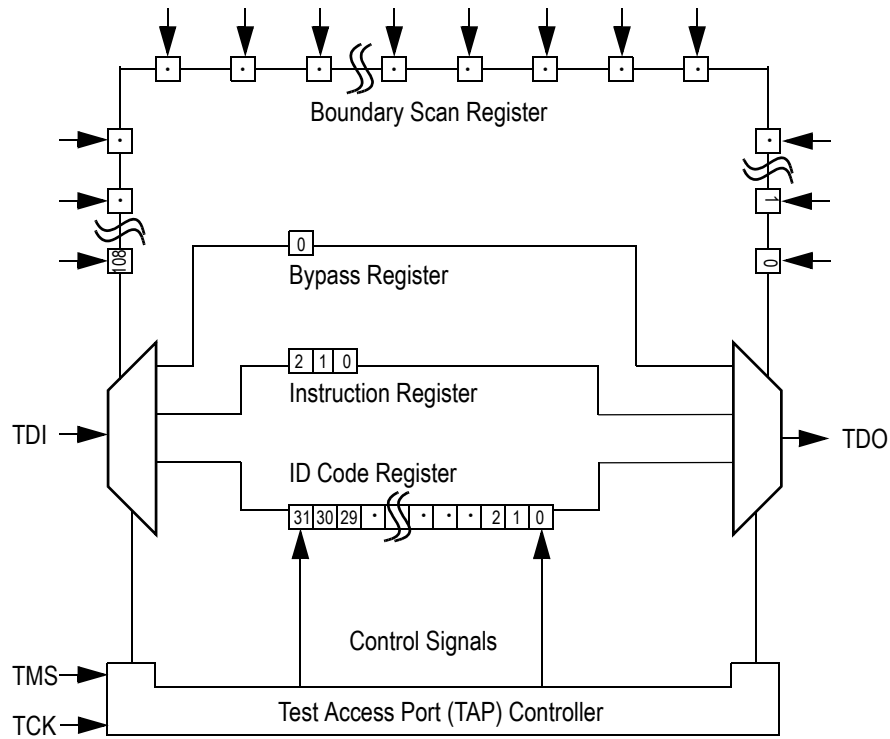 Boundary Scan Register
1
108
0
0
Bypass Register
2 1 0
Instruction Register
TDI
TDO
ID Code Register
31 30 29 · · · · 2 1 0
Control Signals
TMS
Test Access Port (TAP) Controller
TCK